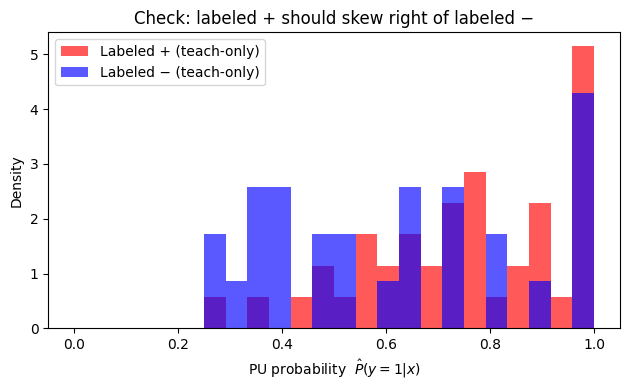 Check: labeled + should skew right of labeled −
Labeled + (teach-only)
Labeled − (teach-only)
Density
5
4
3
2
1
0
0.0 0.2 0.4 0.6 0.8 1.0
PU probability P̂(y = 1|x)